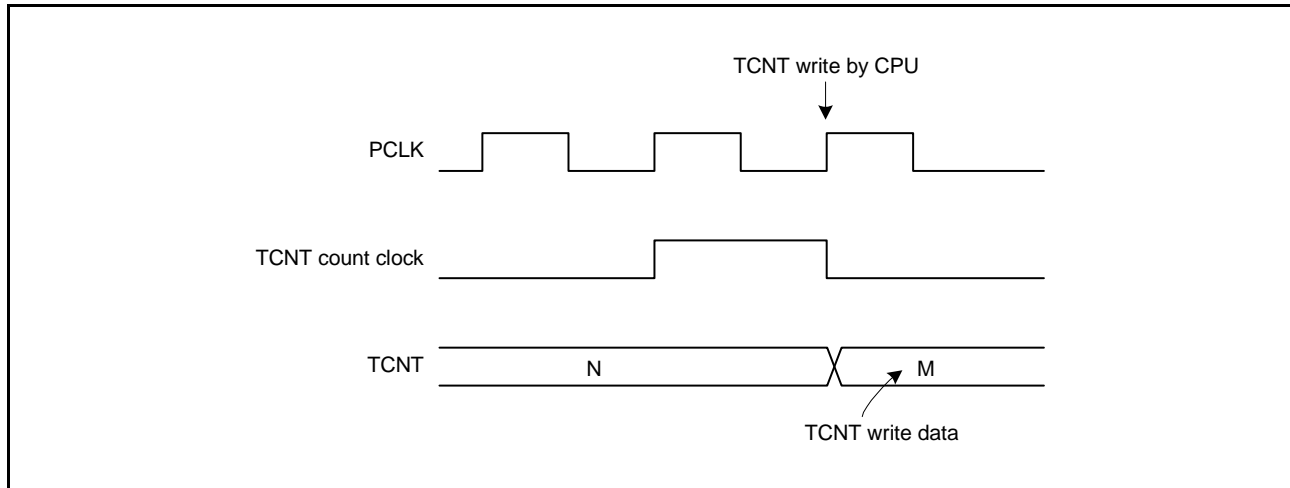 TCNT write by CPU
PCLK
TCNT count clock
TCNT
N
M
TCNT write data